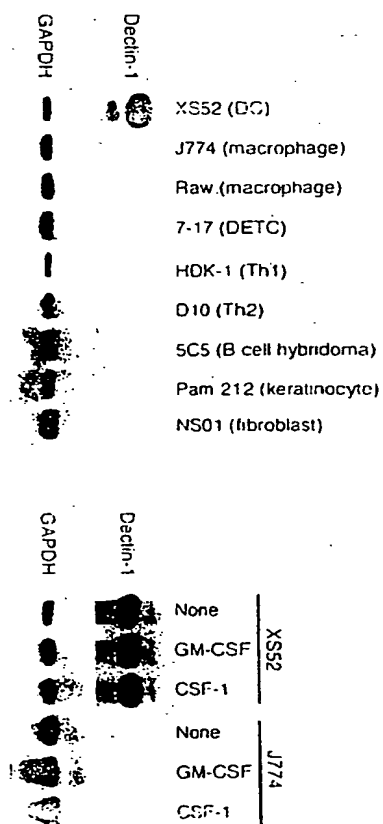 GAPDH
Dectin-1
XS52 (DC)
J774 (macrophage)
Raw (macrophage)
7-17 (DETC)
HDK-1 (Th1)
D10 (Th2)
5C5 (B cell hybridoma)
Pam 212 (keratinocyte)
NS01 (fibroblast)
GAPDH
Dectin-1
None
GM-CSF
CSF-1
XS52
None
GM-CSF
CSF-1
J774